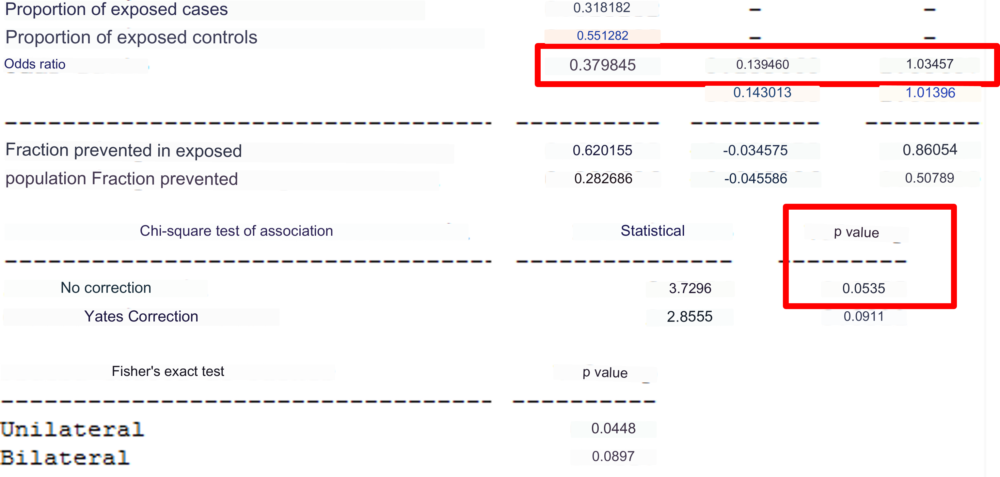 Proportion of exposed cases 0.318182 – –
Proportion of exposed controls 0.551282 – –
Odds ratio 0.379845 0.139460 1.03457
0.143013 1.01396
Fraction prevented in exposed 0.620155 -0.034575 0.86054
population Fraction prevented 0.282686 -0.045586 0.50789
Chi-square test of association Statistical p value
No correction 3.7296 0.0535
Yates Correction 2.8555 0.0911
Fisher's exact test p value
Unilateral 0.0448
Bilateral 0.0897